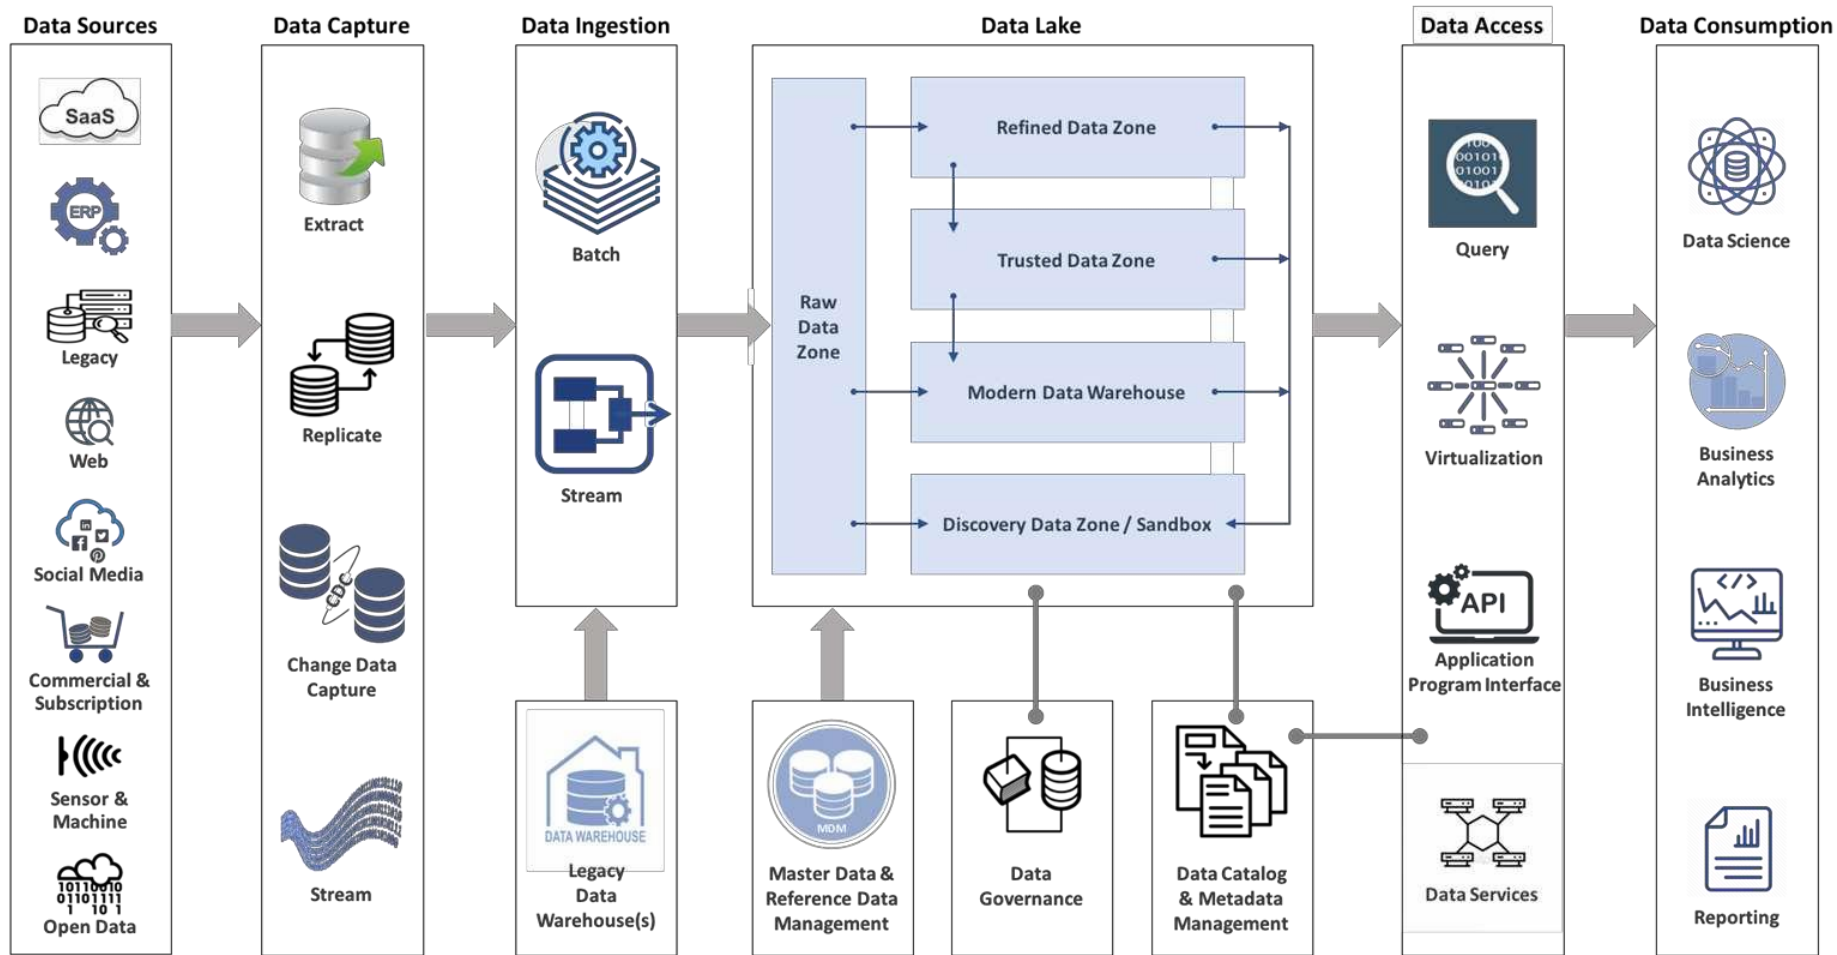 Data Sources
SaaS
ERP
Legacy
Web
Social Media
Commercial &
Subscription
Sensor &
Machine
Open Data
Data Capture
Extract
Replicate
CDC
Change Data
Capture
Stream
Data Ingestion
Batch
Stream
DATA WAREHOUSE
Legacy
Data
Warehouse(s)
Data Lake
Raw
Data
Zone
Refined Data Zone
Trusted Data Zone
Modern Data Warehouse
Discovery Data Zone / Sandbox
MDM
Master Data &
Reference Data
Management
Data
Governance
Data Catalog
& Metadata
Management
Data Access
Query
Virtualization
API
Application
Program Interface
Data Services
Data Consumption
Data Science
Business
Analytics
</>
Business
Intelligence
Reporting